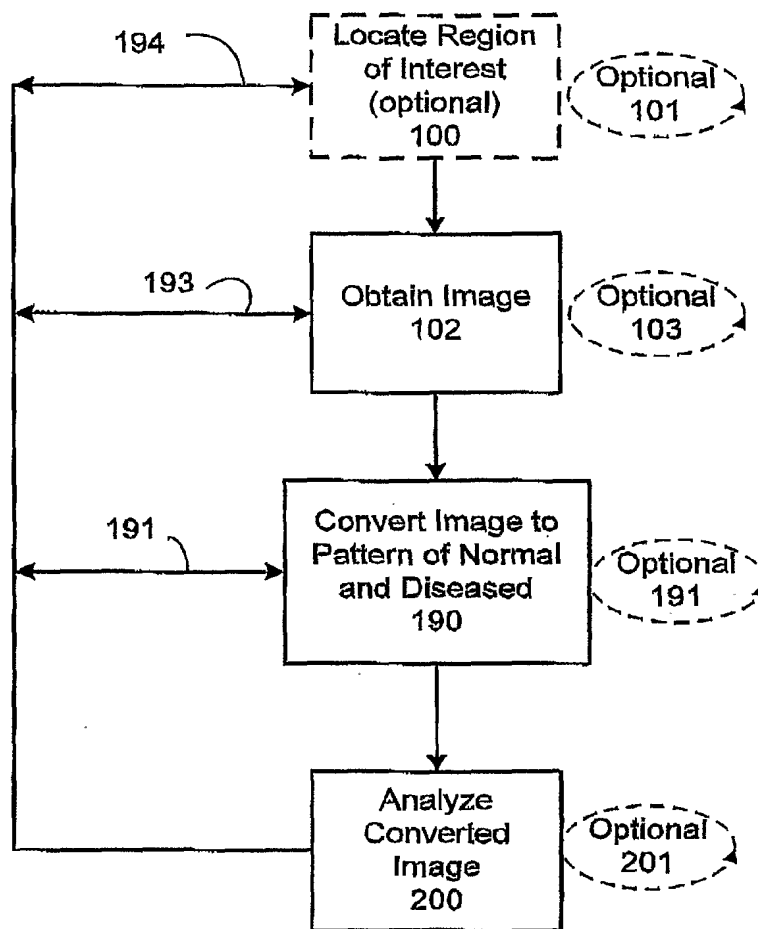 194
Locate Region
of Interest
(optional)
100
Optional
101
193
Obtain Image
102
Optional
103
191
Convert Image to
Pattern of Normal
and Diseased
190
Optional
191
Analyze
Converted
Image
200
Optional
201